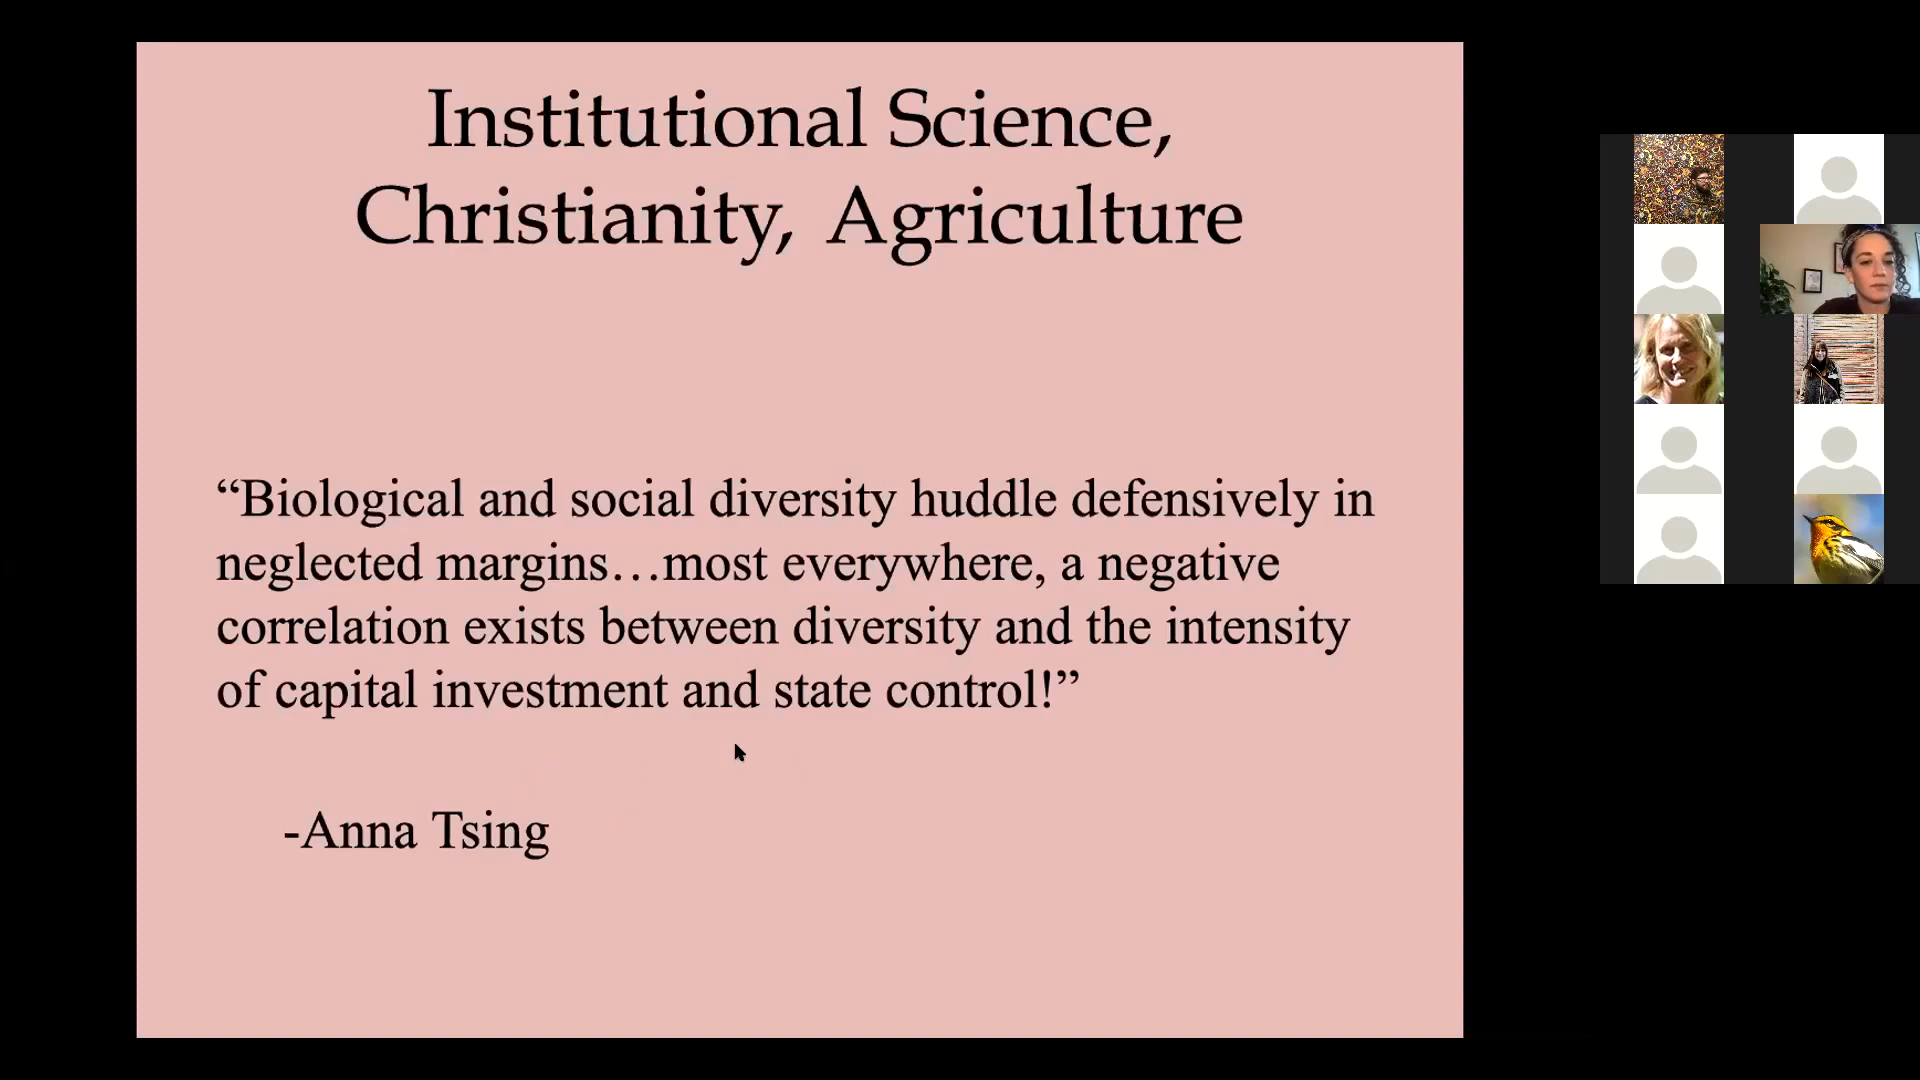 Institutional Science,
Christianity, Agriculture
“Biological and social diversity huddle defensively in
neglected margins…most everywhere, a negative
correlation exists between diversity and the intensity
of capital investment and state control!”
-Anna Tsing